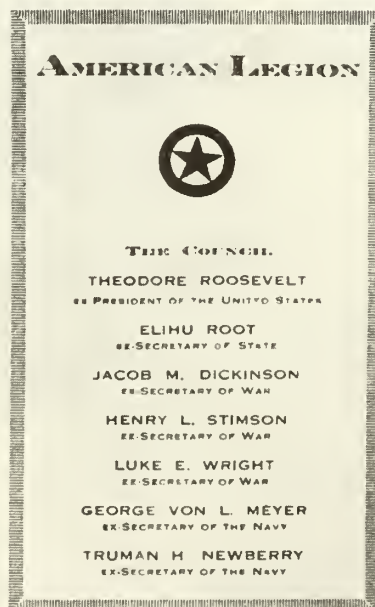 AMERICAN LEGION
THE COUNCIL
THEODORE ROOSEVELT
EX PRESIDENT OF THE UNITED STATES
ELIHU ROOT
EX-SECRETARY OF STATE
JACOB M. DICKINSON
EX-SECRETARY OF WAR
HENRY L. STIMSON
EX-SECRETARY OF WAR
LUKE E. WRIGHT
EX-SECRETARY OF WAR
GEORGE VON L. MEYER
EX-SECRETARY OF THE NAVY
TRUMAN H NEWBERRY
EX-SECRETARY OF THE NAVY